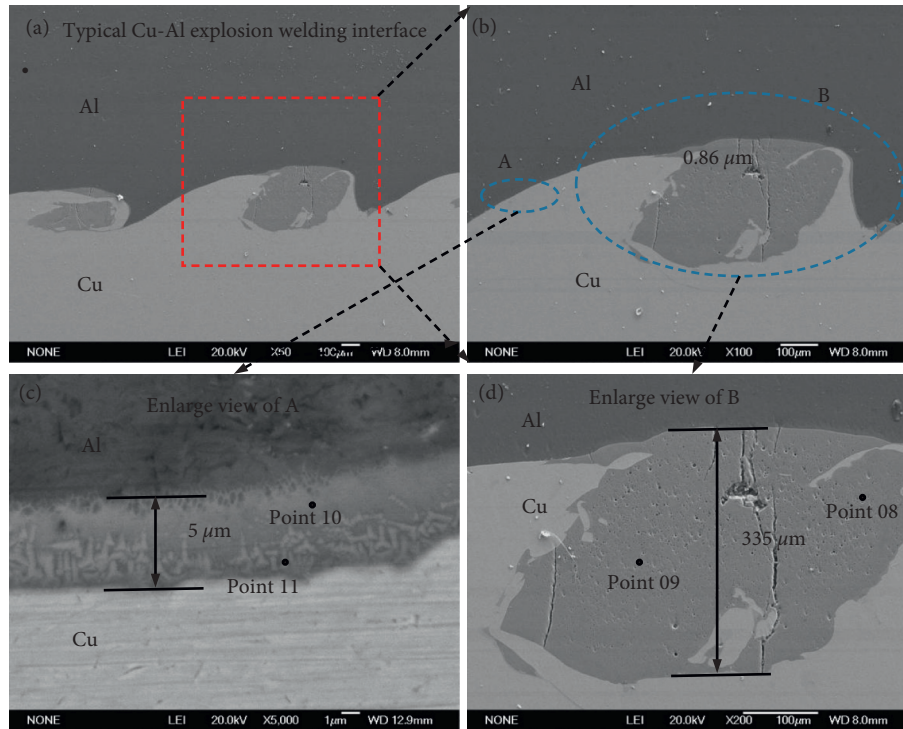 (a) Typical Cu-Al explosion welding interface
Al
Cu
NONE LEI 20.0kV X50 100µm WD 8.0mm
(b)
Al
B
A
0.86 µm
Cu
NONE LEI 20.0kV X100 100µm WD 8.0mm
(c)
Enlarge view of A
Al
Point 10
5 µm
Point 11
Cu
NONE LEI 20.0kV X5,000 1µm WD 12.9mm
(d)
Enlarge view of B
Al
Cu
Point 08
335 µm
Point 09
NONE LEI 20.0kV X200 100µm WD 8.0mm